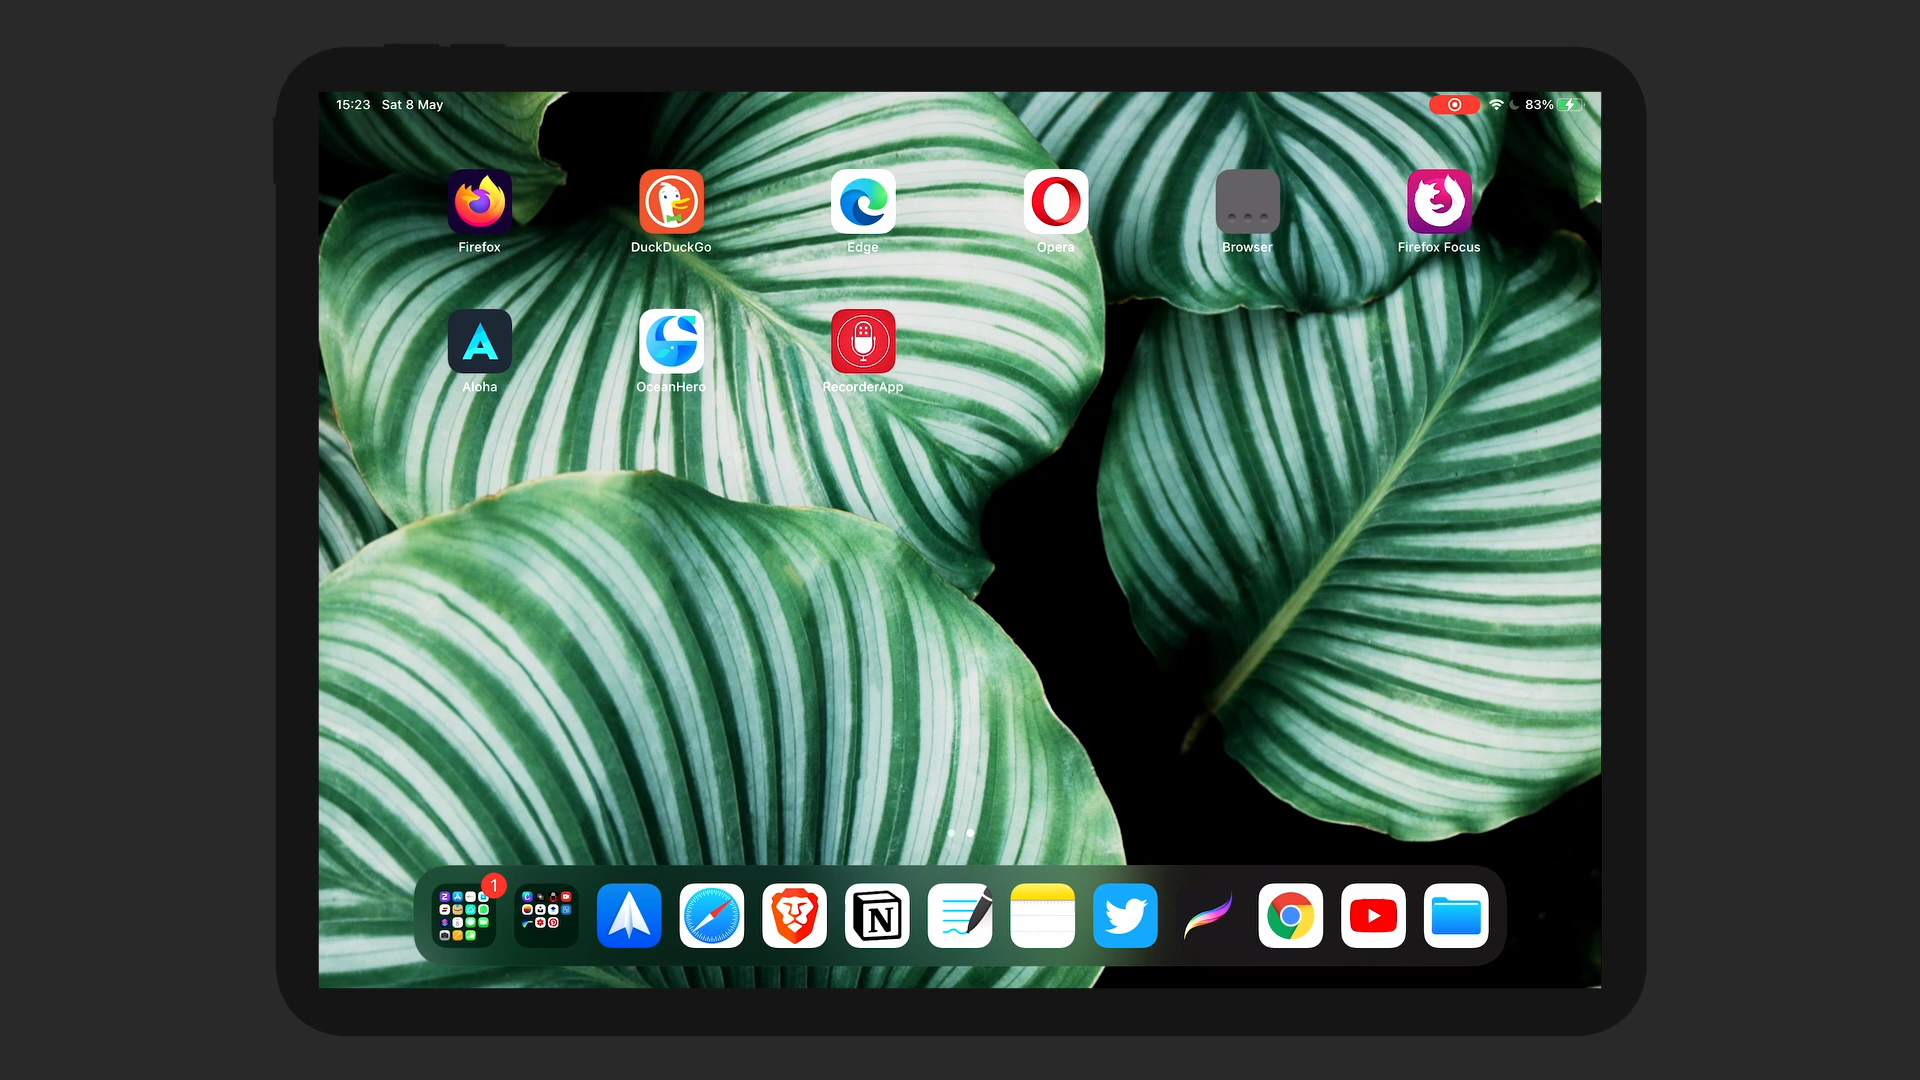 15:23 Sat 8 May
83%
Firefox
DuckDuckGo
Edge
Opera
Browser
Firefox Focus
Aloha
OceanHero
RecorderApp
1
N